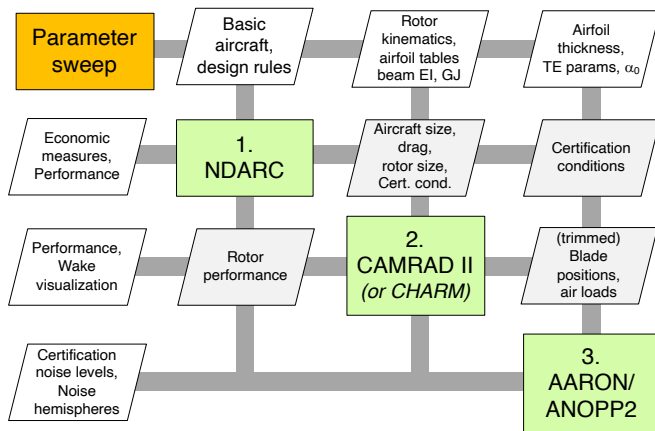 Parameter
sweep
Basic
aircraft,
design rules
Rotor
kinematics,
airfoil tables
beam EI, GJ
Airfoil
thickness,
TE params, α₀
Economic
measures,
Performance
1.
NDARC
Aircraft size,
drag,
rotor size,
Cert. cond.
Certification
conditions
Performance,
Wake
visualization
Rotor
performance
2.
CAMRAD II
(or CHARM)
(trimmed)
Blade
positions,
air loads
Certification
noise levels,
Noise
hemispheres
3.
AARON/
ANOPP2